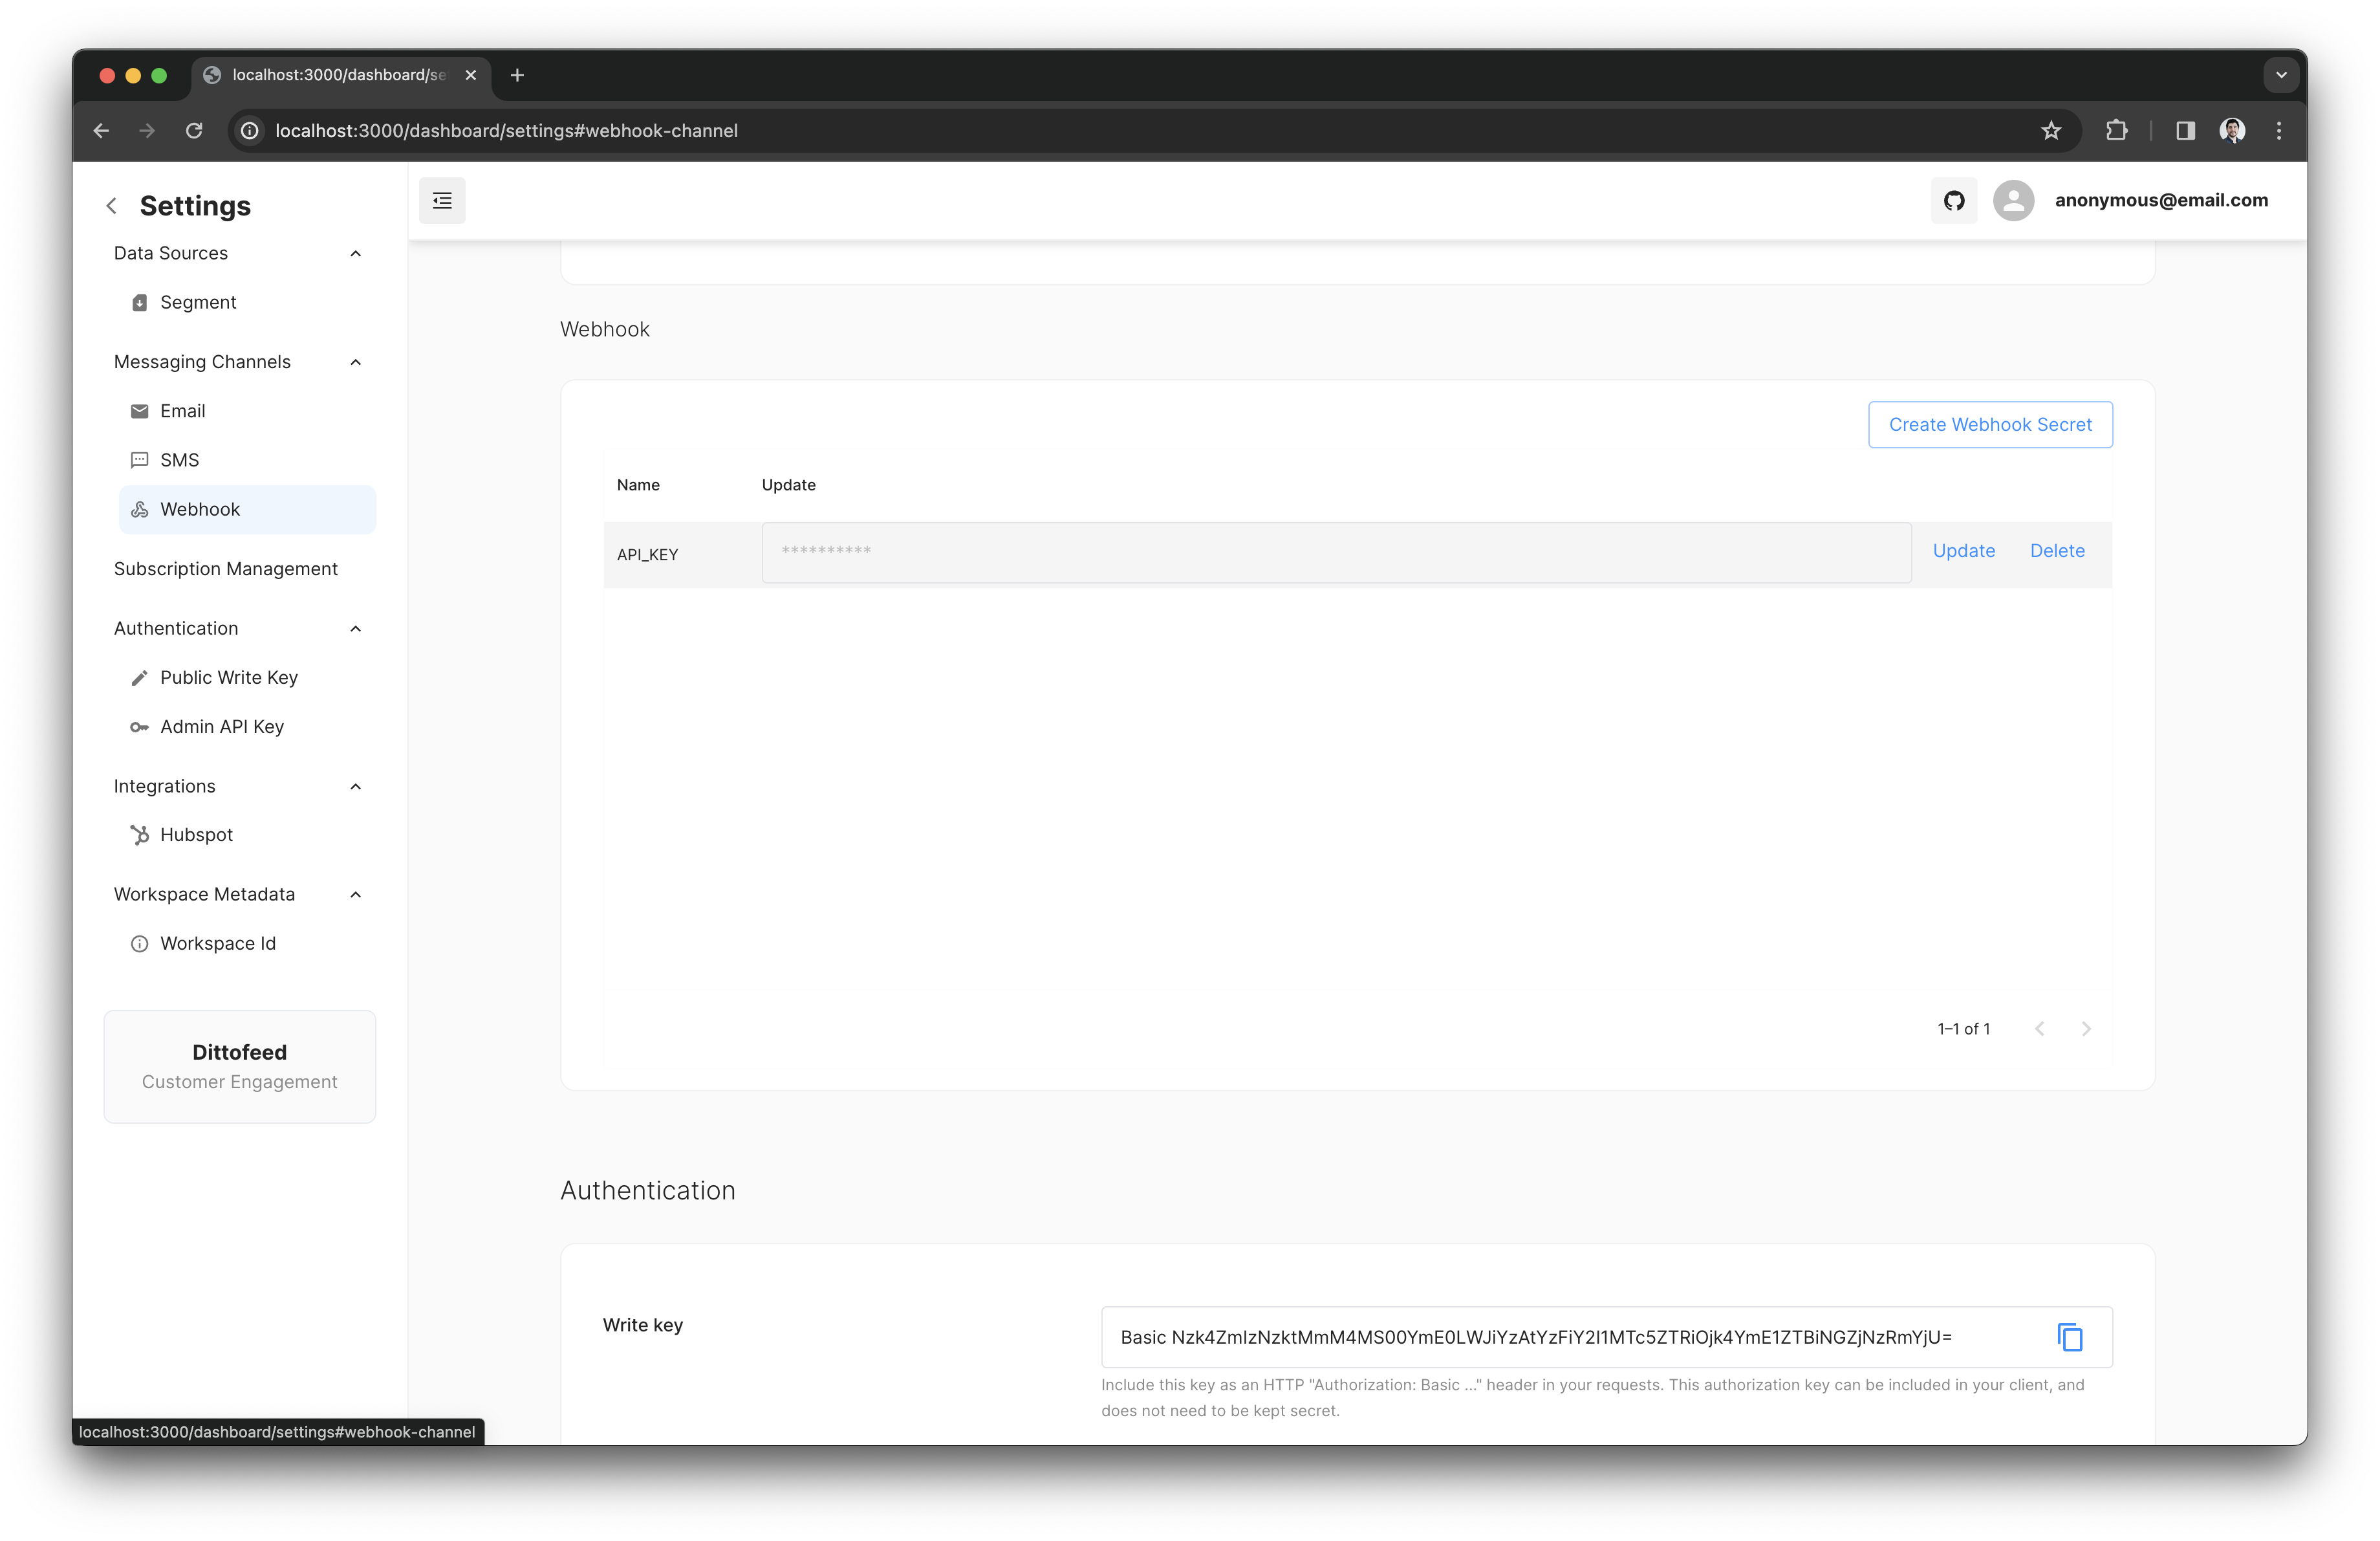 localhost:3000/dashboard/se
localhost:3000/dashboard/settings#webhook-channel
Settings
Data Sources
Segment
Messaging Channels
Email
SMS
Webhook
Subscription Management
Authentication
Public Write Key
Admin API Key
Integrations
Hubspot
Workspace Metadata
Workspace Id
Dittofeed
Customer Engagement
anonymous@email.com
Webhook
Create Webhook Secret
Name Update
API_KEY ********** Update Delete
1–1 of 1
Authentication
Write key
Basic Nzk4ZmIzNzktMmM4MS00YmE0LWJiYzAtYzFiY2I1MTc5ZTRiOjk4YmE1ZTBiNGZjNzRmYjU=
Include this key as an HTTP "Authorization: Basic ..." header in your requests. This authorization key can be included in your client, and
does not need to be kept secret.
localhost:3000/dashboard/settings#webhook-channel